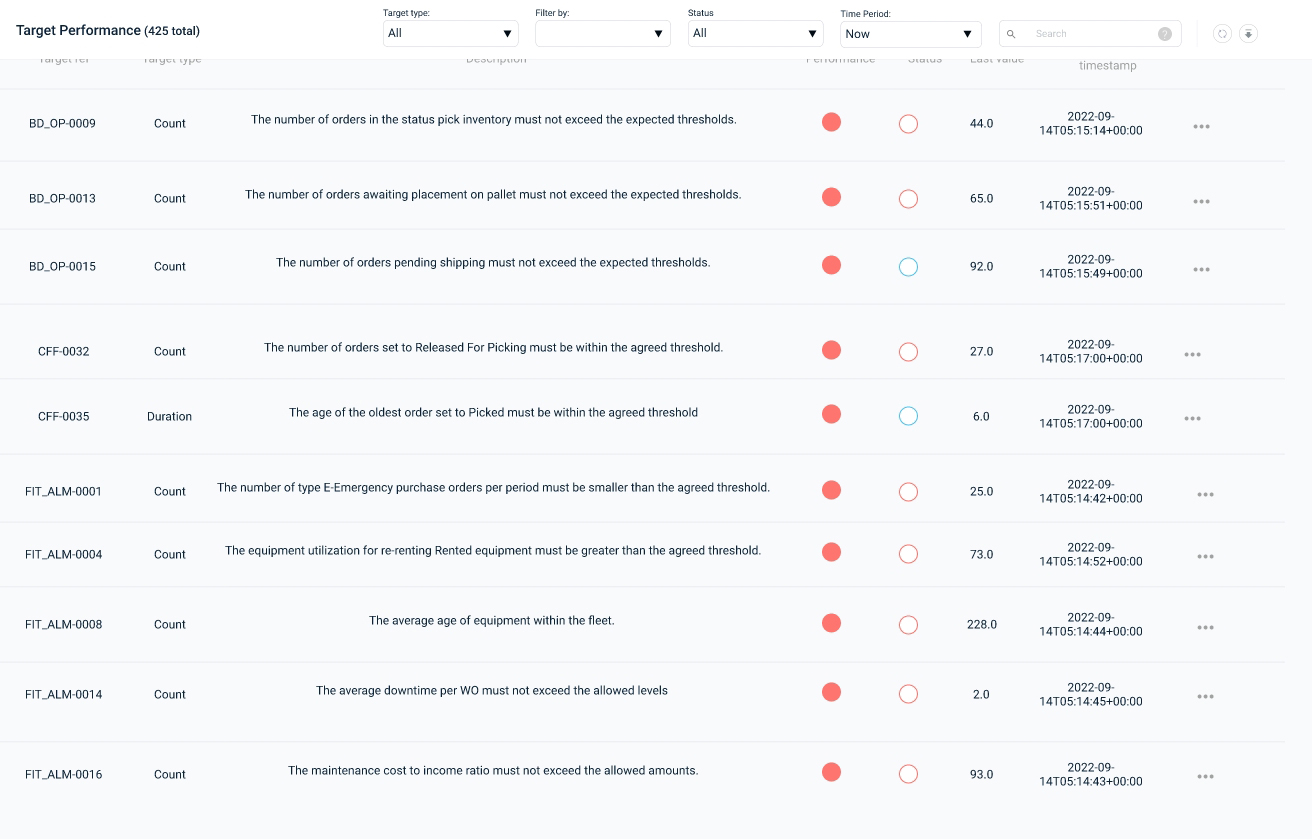 Target Performance (425 total)
Target type:
All
Filter by:
Status
All
Time Period:
Now
Search
?
Target ref Target type Description Performance Status Last value
timestamp
BD_OP-0009 Count The number of orders in the status pick inventory must not exceed the expected thresholds. 44.0 2022-09-
14T05:15:14+00:00
BD_OP-0013 Count The number of orders awaiting placement on pallet must not exceed the expected thresholds. 65.0 2022-09-
14T05:15:51+00:00
BD_OP-0015 Count The number of orders pending shipping must not exceed the expected thresholds. 92.0 2022-09-
14T05:15:49+00:00
CFF-0032 Count The number of orders set to Released For Picking must be within the agreed threshold. 27.0 2022-09-
14T05:17:00+00:00
CFF-0035 Duration The age of the oldest order set to Picked must be within the agreed threshold 6.0 2022-09-
14T05:17:00+00:00
FIT_ALM-0001 Count The number of type E-Emergency purchase orders per period must be smaller than the agreed threshold. 25.0 2022-09-
14T05:14:42+00:00
FIT_ALM-0004 Count The equipment utilization for re-renting Rented equipment must be greater than the agreed threshold. 73.0 2022-09-
14T05:14:52+00:00
FIT_ALM-0008 Count The average age of equipment within the fleet. 228.0 2022-09-
14T05:14:44+00:00
FIT_ALM-0014 Count The average downtime per WO must not exceed the allowed levels 2.0 2022-09-
14T05:14:45+00:00
FIT_ALM-0016 Count The maintenance cost to income ratio must not exceed the allowed amounts. 93.0 2022-09-
14T05:14:43+00:00